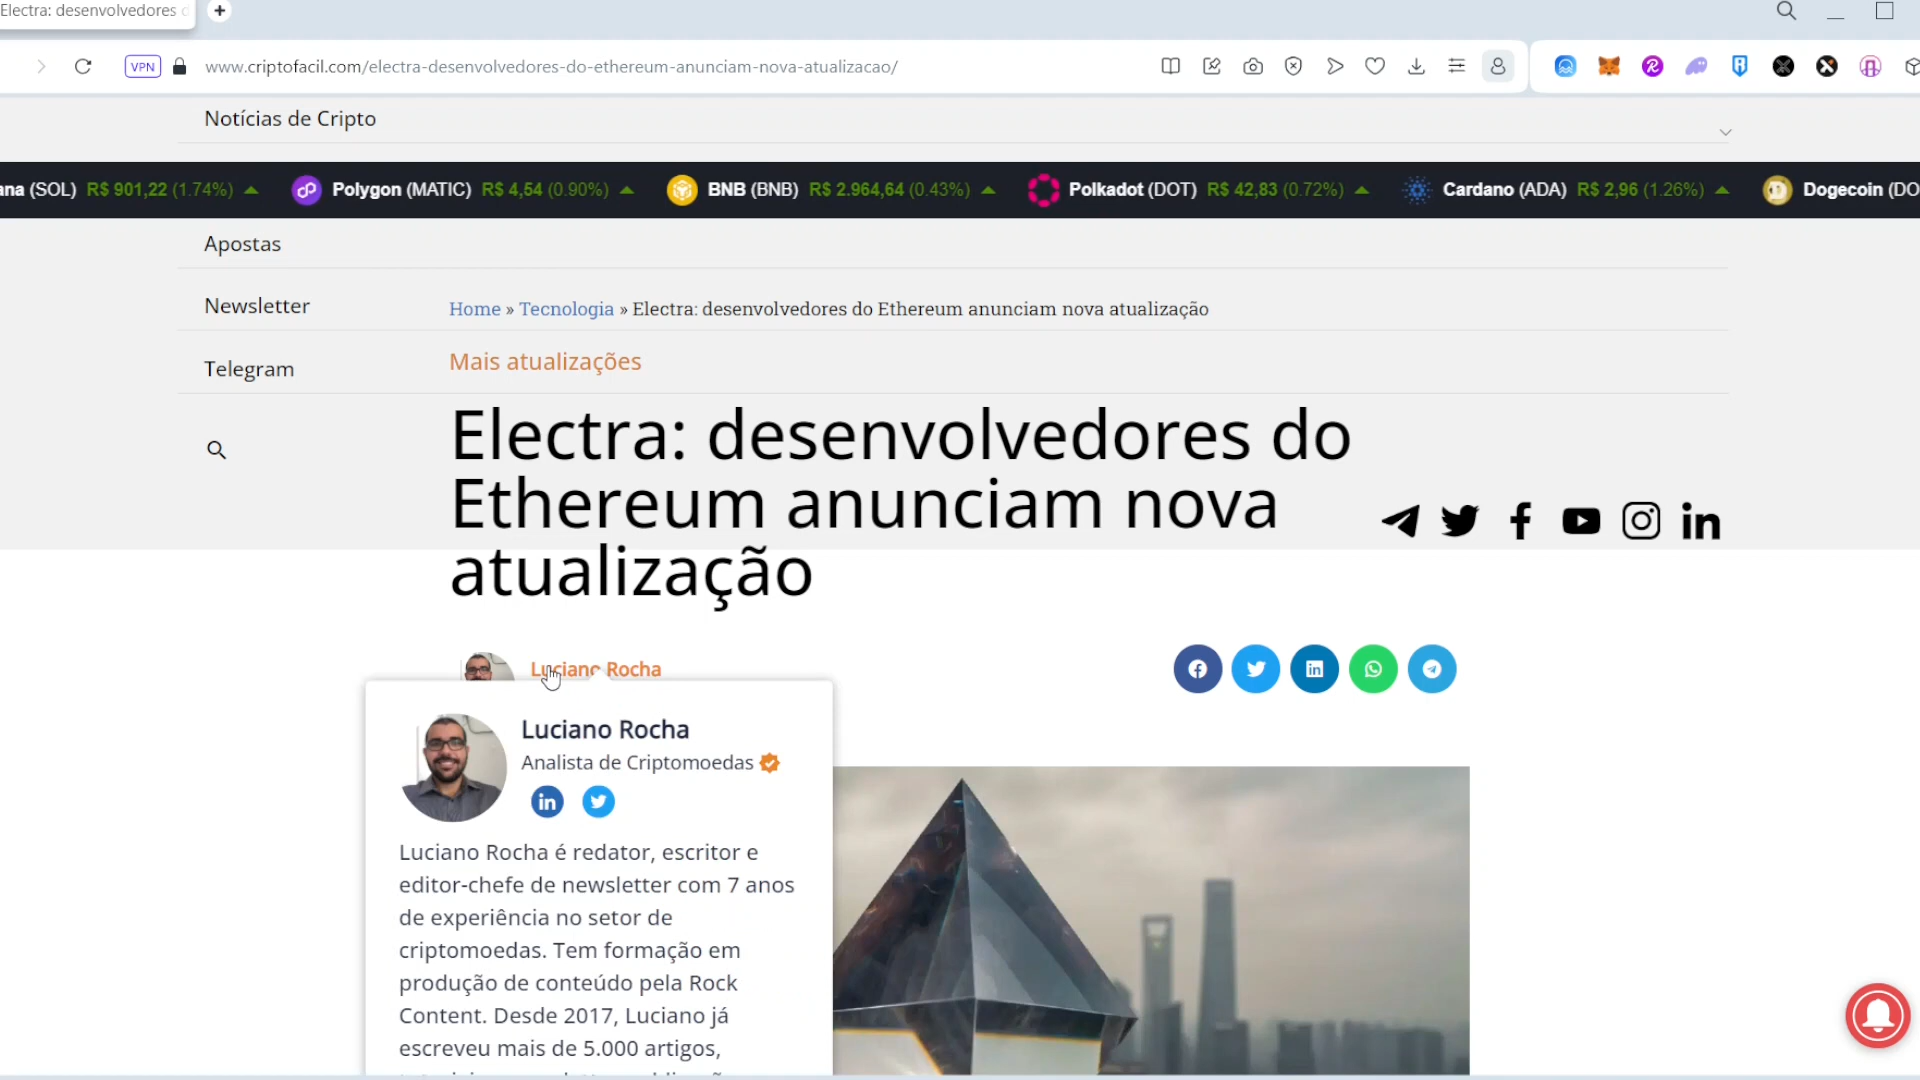 Electra: desenvolvedores
VPN
www.criptofacil.com/electra-desenvolvedores-do-ethereum-anunciam-nova-atualizacao/
Notícias de Cripto
ana (SOL) R$ 901,22 (1.74%) Polygon (MATIC) R$ 4,54 (0.90%) BNB (BNB) R$ 2.964,64 (0.43%) Polkadot (DOT) R$ 42,83 (0.72%) Cardano (ADA) R$ 2,96 (1.26%) Dogecoin (DO
Apostas
Newsletter
Home » Tecnologia » Electra: desenvolvedores do Ethereum anunciam nova atualização
Telegram
Mais atualizações
Electra: desenvolvedores do
Ethereum anunciam nova
atualização
Luciano Rocha
Luciano Rocha
Analista de Criptomoedas
Luciano Rocha é redator, escritor e
editor-chefe de newsletter com 7 anos
de experiência no setor de
criptomoedas. Tem formação em
produção de conteúdo pela Rock
Content. Desde 2017, Luciano já
escreveu mais de 5.000 artigos,